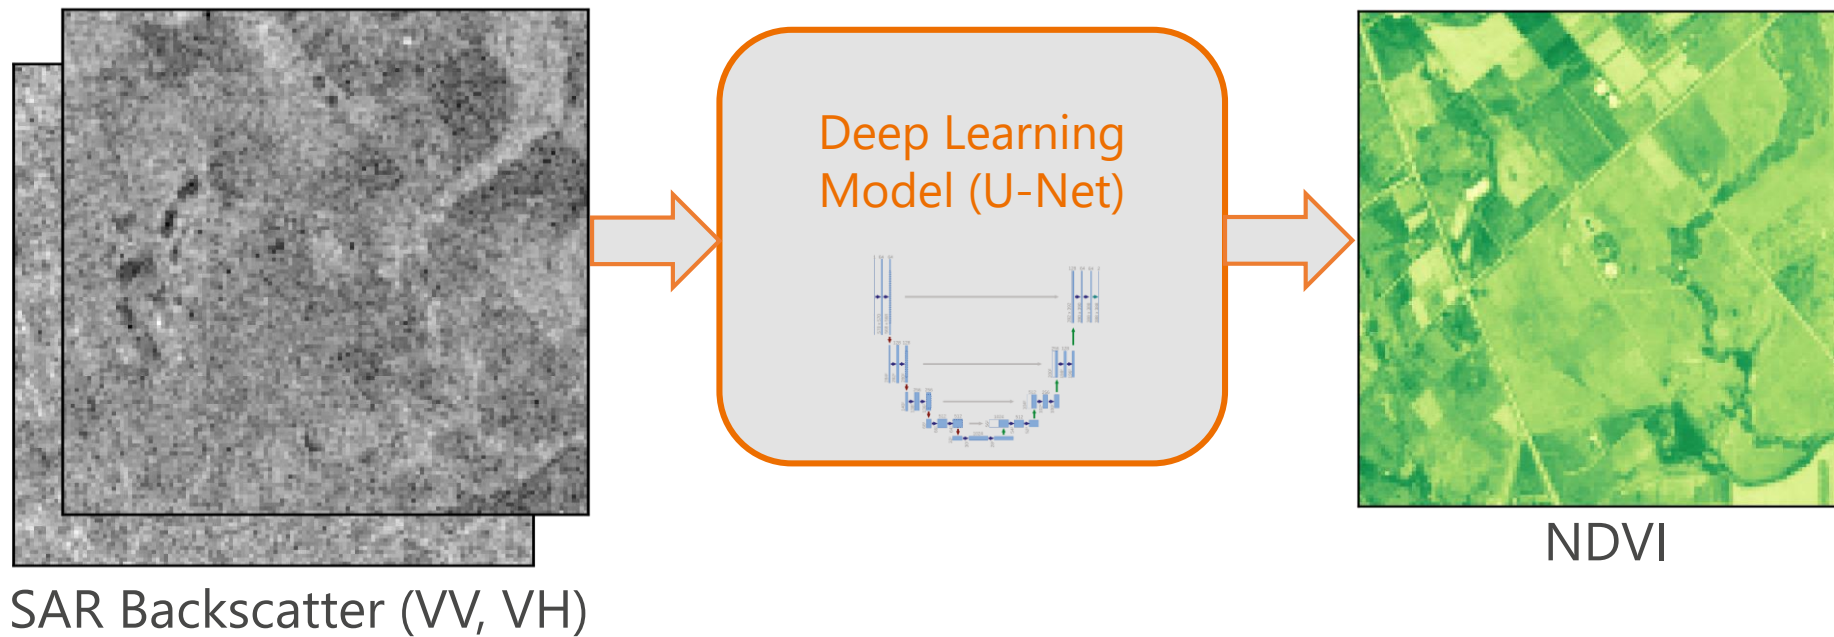 Deep Learning
Model (U-Net)
NDVI
SAR Backscatter (VV, VH)